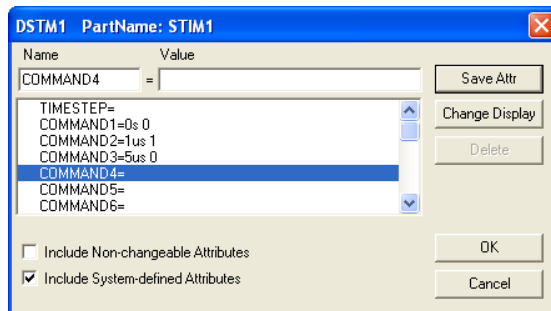 DSTM1 PartName: STIM1
Name Value
COMMAND4 =
Save Attr
TIMESTEP=
COMMAND1=0s 0
COMMAND2=1us 1
COMMAND3=5us 0
COMMAND4=
COMMAND5=
COMMAND6=
Change Display
Delete
Include Non-changeable Attributes
Include System-defined Attributes
OK
Cancel